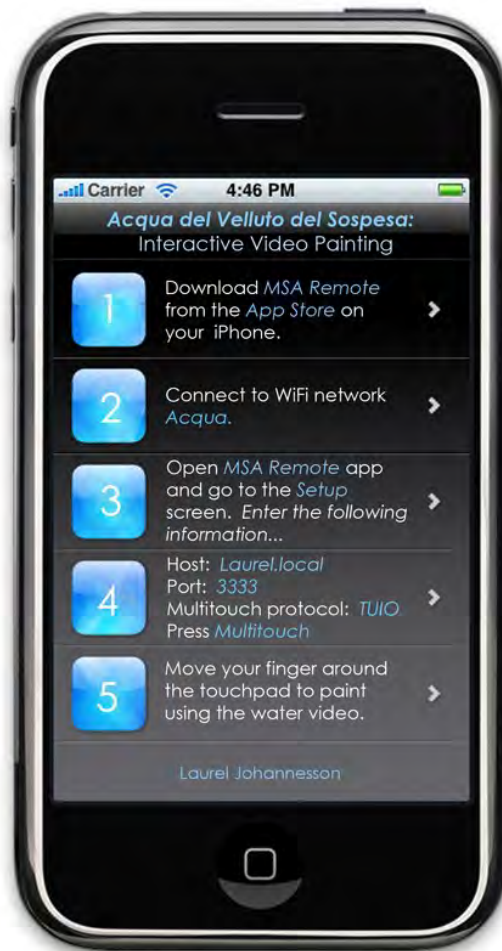 Carrier 4:46 PM
Acqua del Velluto del Sospesa:
Interactive Video Painting
1
Download MSA Remote
from the App Store on
your iPhone.
2
Connect to WiFi network
Acqua.
3
Open MSA Remote app
and go to the Setup
screen. Enter the following
information...
4
Host: Laurel.local
Port: 3333
Multitouch protocol: TUIO
Press Multitouch
5
Move your finger around
the touchpad to paint
using the water video.
Laurel Johannesson